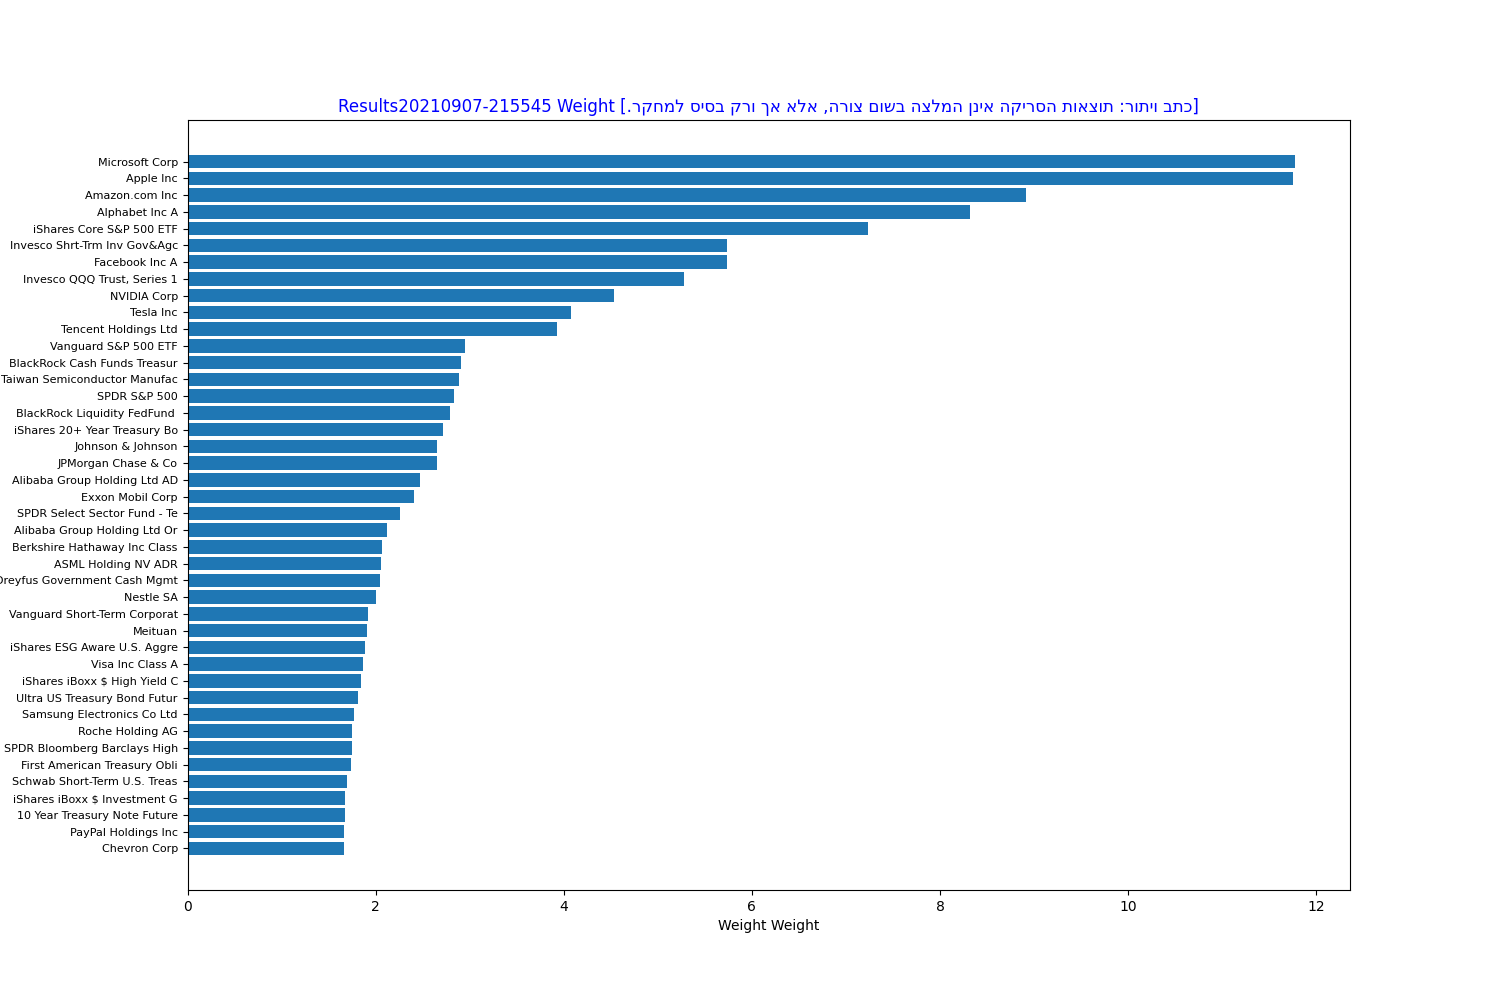 Results20210907-215545 Weight [כתב ויתור: תוצאות הסריקה אינן המלצה בשום צורה, אלא אך ורק בסיס למחקר.]
Microsoft Corp
Apple Inc
Amazon.com Inc
Alphabet Inc A
iShares Core S&P 500 ETF
Invesco Shrt-Trm Inv Gov&Agc
Facebook Inc A
Invesco QQQ Trust, Series 1
NVIDIA Corp
Tesla Inc
Tencent Holdings Ltd
Vanguard S&P 500 ETF
BlackRock Cash Funds Treasur
Taiwan Semiconductor Manufac
SPDR S&P 500
BlackRock Liquidity FedFund
iShares 20+ Year Treasury Bo
Johnson & Johnson
JPMorgan Chase & Co
Alibaba Group Holding Ltd AD
Exxon Mobil Corp
SPDR Select Sector Fund - Te
Alibaba Group Holding Ltd Or
Berkshire Hathaway Inc Class
ASML Holding NV ADR
Dreyfus Government Cash Mgmt
Nestle SA
Vanguard Short-Term Corporat
Meituan
iShares ESG Aware U.S. Aggre
Visa Inc Class A
iShares iBoxx $ High Yield C
Ultra US Treasury Bond Futur
Samsung Electronics Co Ltd
Roche Holding AG
SPDR Bloomberg Barclays High
First American Treasury Obli
Schwab Short-Term U.S. Treas
iShares iBoxx $ Investment G
10 Year Treasury Note Future
PayPal Holdings Inc
Chevron Corp
0 2 4 6 8 10 12
Weight Weight